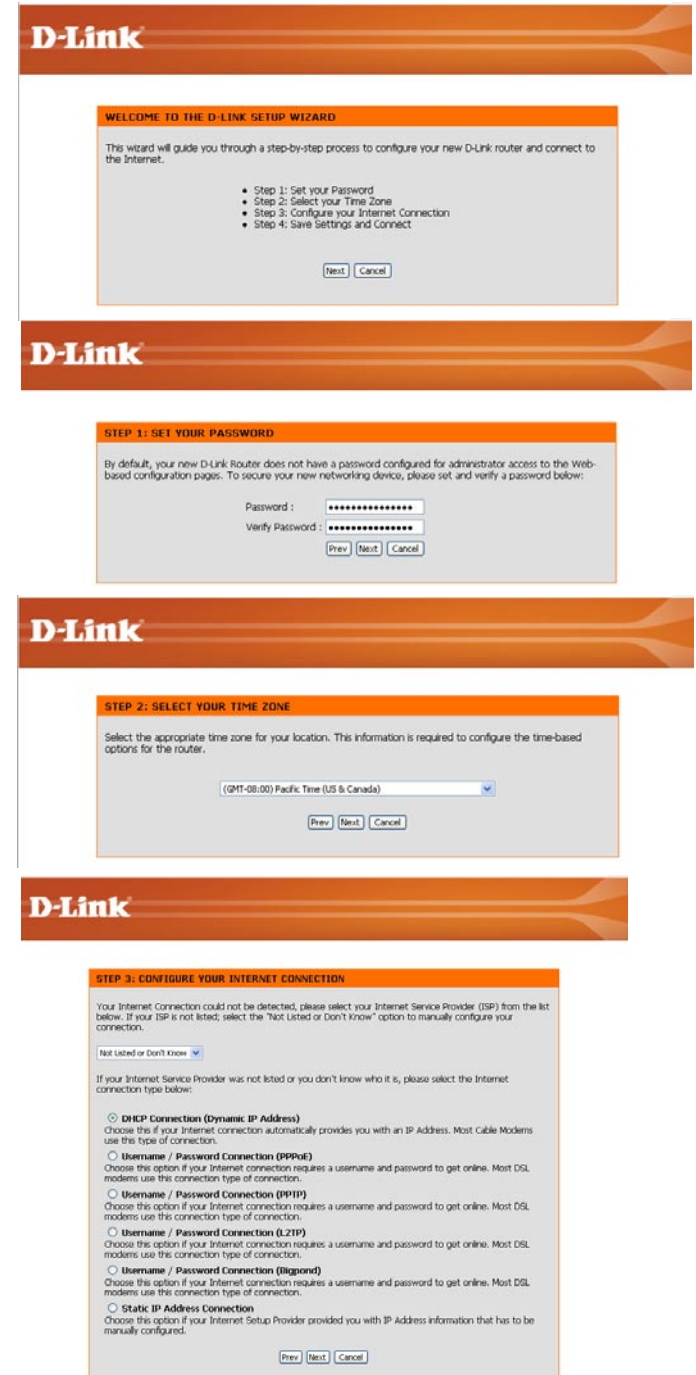 D-Link
WELCOME TO THE D-LINK SETUP WIZARD
This wizard will guide you through a step-by-step process to configure your new D-Link router and connect to
the Internet.
• Step 1: Set your Password
• Step 2: Select your Time Zone
• Step 3: Configure your Internet Connection
• Step 4: Save Settings and Connect
Next Cancel
D-Link
STEP 1: SET YOUR PASSWORD
By default, your new D-Link Router does not have a password configured for administrator access to the Web-
based configuration pages. To secure your new networking device, please set and verify a password below:
Password : •••••••••••••••
Verify Password : •••••••••••••••
Prev Next Cancel
D-Link
STEP 2: SELECT YOUR TIME ZONE
Select the appropriate time zone for your location. This information is required to configure the time-based
options for the router.
(GMT-08:00) Pacific Time (US & Canada)
Prev Next Cancel
D-Link
STEP 3: CONFIGURE YOUR INTERNET CONNECTION
Your Internet Connection could not be detected, please select your Internet Service Provider (ISP) from the list
below. If your ISP is not listed; select the "Not Listed or Don't Know" option to manually configure your
connection.
Not Listed or Don't Know
If your Internet Service Provider was not listed or you don't know who it is, please select the Internet
connection type below:
DHCP Connection (Dynamic IP Address)
Choose this if your Internet connection automatically provides you with an IP Address. Most Cable Modems
use this type of connection.
Username / Password Connection (PPPoE)
Choose this option if your Internet connection requires a username and password to get online. Most DSL
modems use this connection type of connection.
Username / Password Connection (PPTP)
Choose this option if your Internet connection requires a username and password to get online. Most DSL
modems use this connection type of connection.
Username / Password Connection (L2TP)
Choose this option if your Internet connection requires a username and password to get online. Most DSL
modems use this connection type of connection.
Username / Password Connection (Bigpond)
Choose this option if your Internet connection requires a username and password to get online. Most DSL
modems use this connection type of connection.
Static IP Address Connection
Choose this option if your Internet Setup Provider provided you with IP Address information that has to be
manually configured.
Prev Next Cancel